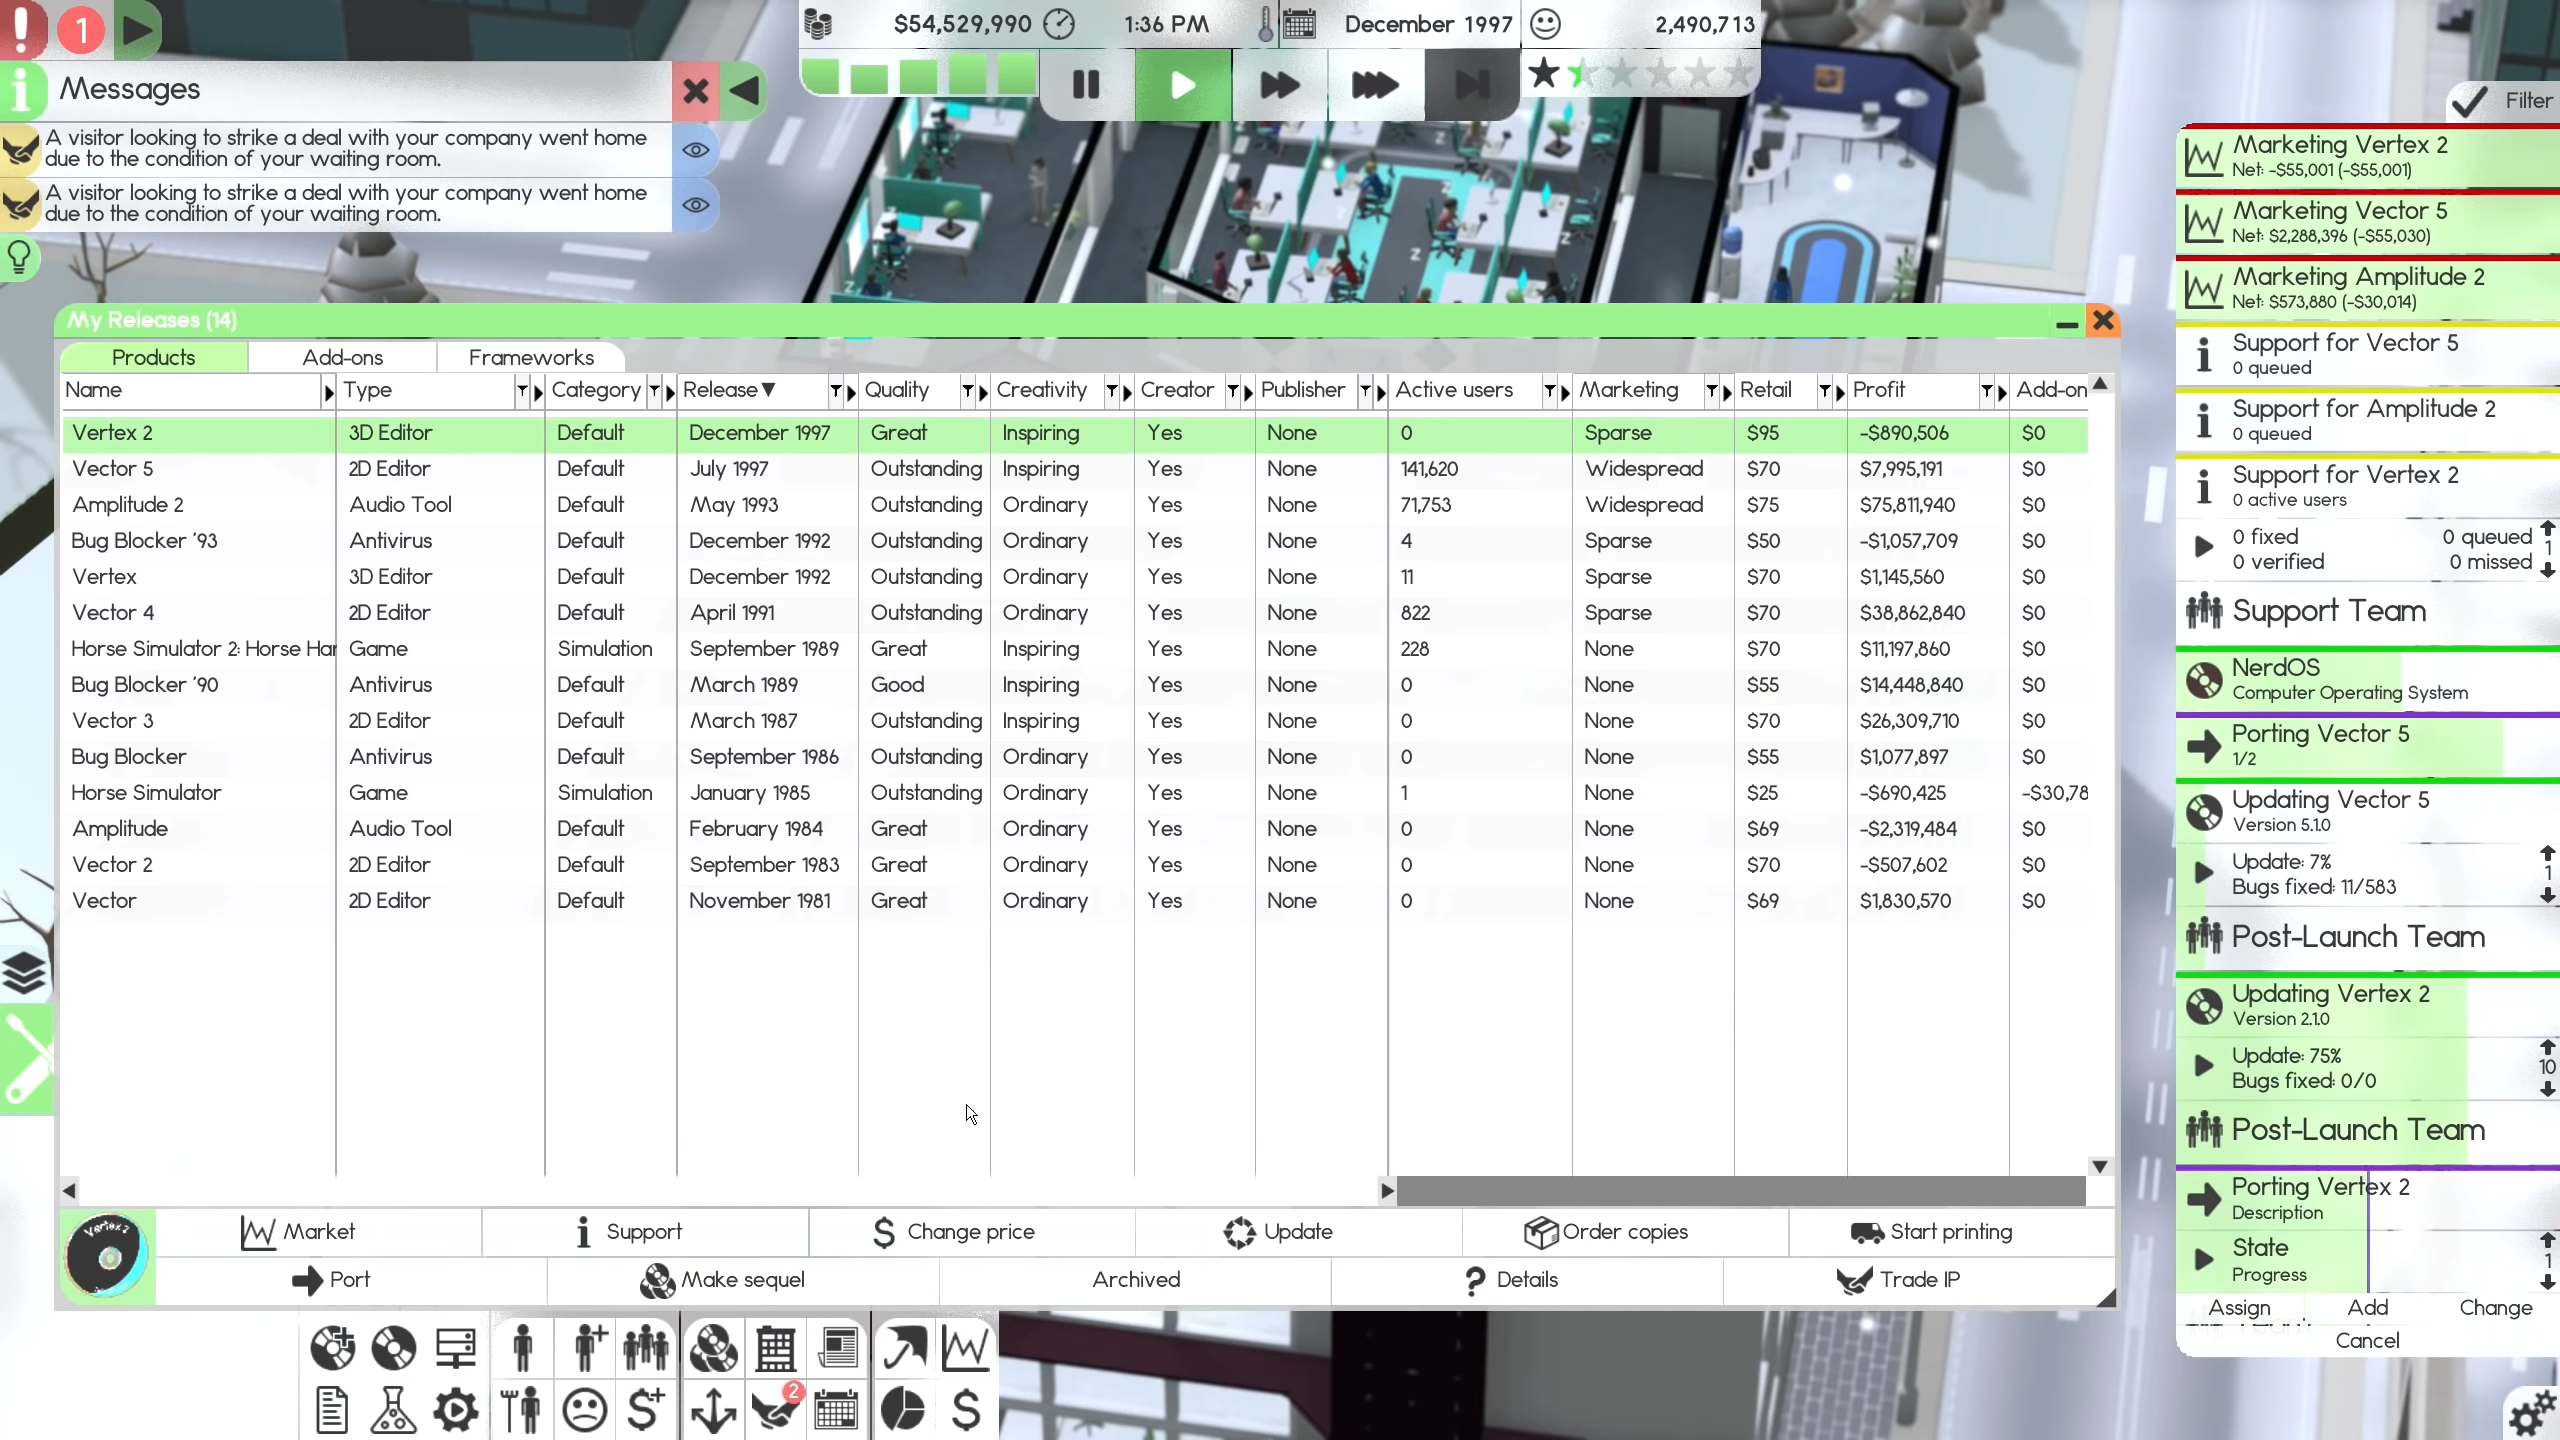 1
$54,529,990
1:36 PM
December 1997
2,490,713
Messages
A visitor looking to strike a deal with your company went home
due to the condition of your waiting room.
A visitor looking to strike a deal with your company went home
due to the condition of your waiting room.
Filter
My Releases (14)
Products Add-ons Frameworks
Name Type Category Release Quality Creativity Creator Publisher Active users Marketing Retail Profit Add-on
Vertex 2 3D Editor Default December 1997 Great Inspiring Yes None 0 Sparse $95 -$890,506 $0
Vector 5 2D Editor Default July 1997 Outstanding Inspiring Yes None 141,620 Widespread $70 $7,995,191 $0
Amplitude 2 Audio Tool Default May 1993 Outstanding Ordinary Yes None 71,753 Widespread $75 $75,811,940 $0
Bug Blocker '93 Antivirus Default December 1992 Outstanding Ordinary Yes None 4 Sparse $50 -$1,057,709 $0
Vertex 3D Editor Default December 1992 Outstanding Ordinary Yes None 11 Sparse $70 $1,145,560 $0
Vector 4 2D Editor Default April 1991 Outstanding Ordinary Yes None 822 Sparse $70 $38,862,840 $0
Horse Simulator 2: Horse Har Game Simulation September 1989 Great Inspiring Yes None 228 None $70 $11,197,860 $0
Bug Blocker '90 Antivirus Default March 1989 Good Inspiring Yes None 0 None $55 $14,448,840 $0
Vector 3 2D Editor Default March 1987 Outstanding Inspiring Yes None 0 None $70 $26,309,710 $0
Bug Blocker Antivirus Default September 1986 Outstanding Ordinary Yes None 0 None $55 $1,077,897 $0
Horse Simulator Game Simulation January 1985 Outstanding Ordinary Yes None 1 None $25 -$690,425 -$30,78
Amplitude Audio Tool Default February 1984 Great Ordinary Yes None 0 None $69 -$2,319,484 $0
Vector 2 2D Editor Default September 1983 Great Ordinary Yes None 0 None $70 -$507,602 $0
Vector 2D Editor Default November 1981 Great Ordinary Yes None 0 None $69 $1,830,570 $0
Vertex 2
Market Support Change price Update Order copies Start printing
Port Make sequel Archived Details Trade IP
2
Marketing Vertex 2
Net: -$55,001 (-$55,001)
Marketing Vector 5
Net: $2,288,396 (-$55,030)
Marketing Amplitude 2
Net: $573,880 (-$30,014)
Support for Vector 5
0 queued
Support for Amplitude 2
0 queued
Support for Vertex 2
0 active users
0 fixed 0 queued
1
0 verified 0 missed
Support Team
NerdOS
Computer Operating System
Porting Vector 5
1/2
Updating Vector 5
Version 5.1.0
Update: 7%
1
Bugs fixed: 11/583
Post-Launch Team
Updating Vertex 2
Version 2.1.0
Update: 75%
10
Bugs fixed: 0/0
Post-Launch Team
Porting Vertex 2
Description
State
1
Progress
Assign Add Change
Cancel